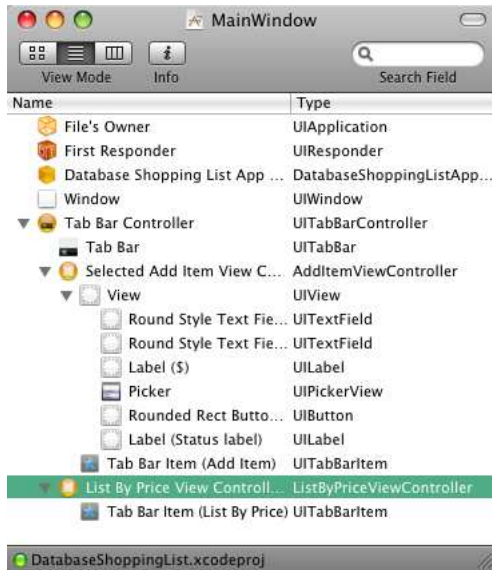 MainWindow
View Mode Info Search Field
Name Type
File's Owner UIApplication
First Responder UIResponder
Database Shopping List App ... DatabaseShoppingListApp...
Window UIWindow
Tab Bar Controller UITabBarController
Tab Bar UITabBar
Selected Add Item View C... AddItemViewController
View UIView
Round Style Text Fie... UITextField
Round Style Text Fie... UITextField
Label ($) UILabel
Picker UIPickerView
Rounded Rect Butto... UIButton
Label (Status label) UILabel
Tab Bar Item (Add Item) UITabBarItem
List By Price View Controll... ListByPriceViewController
Tab Bar Item (List By Price) UITabBarItem
DatabaseShoppingList.xcodeproj